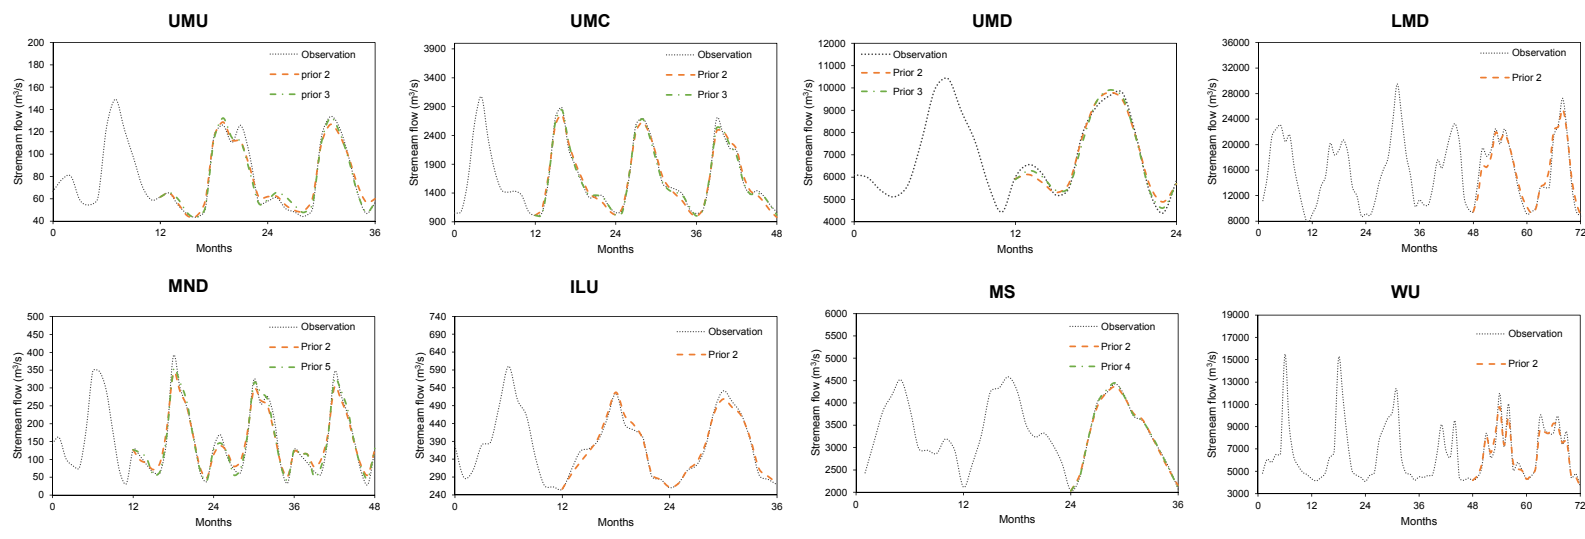 UMU
200
180
160
140
120
100
80
60
40
0
12
24
36
Stremeam flow (m³/s)
Months
Observation
prior 2
prior 3
UMC
3900
3400
2900
2400
1900
1400
900
0
12
24
36
48
Stremeam flow (m³/s)
Months
Observation
Prior 2
Prior 3
UMD
12000
11000
10000
9000
8000
7000
6000
5000
4000
0
12
24
Stremeam flow (m³/s)
Months
Observation
Prior 2
Prior 3
LMD
36000
32000
28000
24000
20000
16000
12000
8000
0
12
24
36
48
60
72
Stremeam flow (m³/s)
Months
Observation
Prior 2
MND
500
450
400
350
300
250
200
150
100
50
0
0
12
24
36
48
Stremeam flow (m³/s)
Months
Observation
Prior 2
Prior 5
ILU
740
690
640
590
540
490
440
390
340
290
240
0
12
24
36
Stremeam flow (m³/s)
Months
Observation
Prior 2
MS
6000
5500
5000
4500
4000
3500
3000
2500
2000
0
12
24
36
Stremeam flow (m³/s)
Months
Observation
Prior 2
Prior 4
WU
19000
17000
15000
13000
11000
9000
7000
5000
3000
0
12
24
36
48
60
72
Stremeam flow (m³/s)
Months
Observation
Prior 2